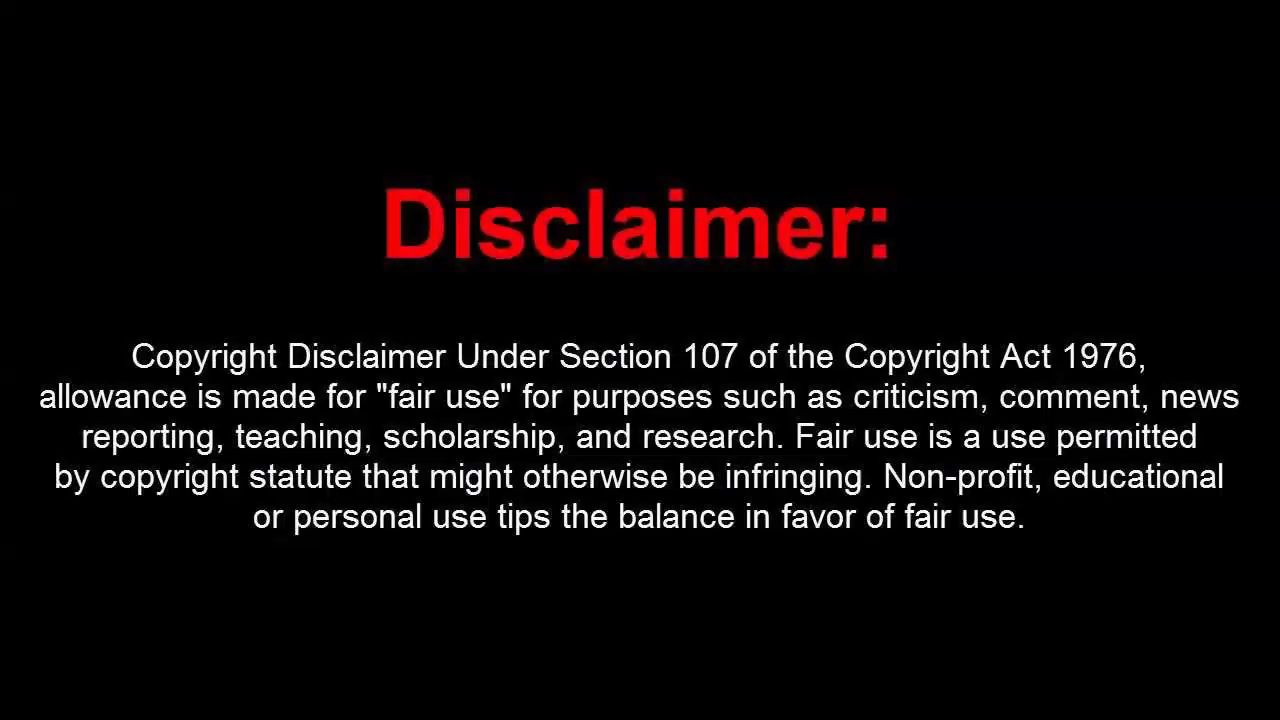 Disclaimer:
Copyright Disclaimer Under Section 107 of the Copyright Act 1976,
allowance is made for "fair use" for purposes such as criticism, comment, news
reporting, teaching, scholarship, and research. Fair use is a use permitted
by copyright statute that might otherwise be infringing. Non-profit, educational
or personal use tips the balance in favor of fair use.